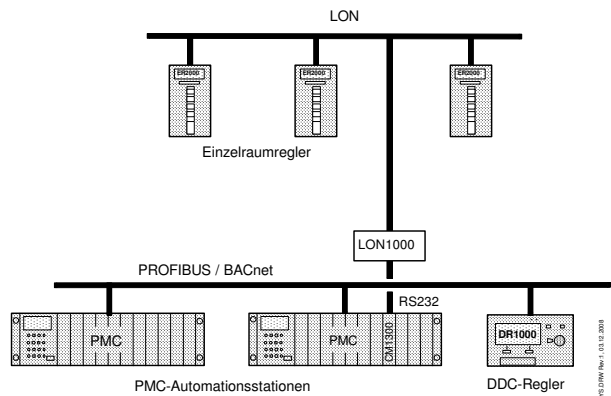 LON
ER2000
ER2000
ER2000
Einzelraumregler
LON1000
PROFIBUS / BACnet
RS232
PMC
PMC
CM1300
DR1000
PMC-Automationsstationen
DDC-Regler
YS.DRW Rev.1, 03.12.2008